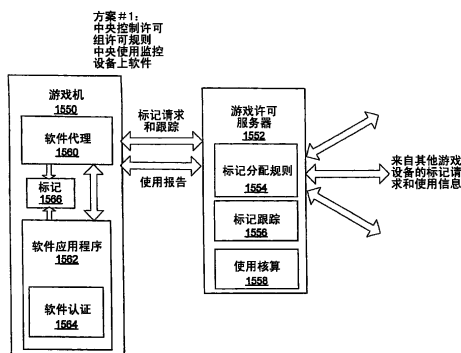 方案#1:
中央控制许可
组许可规则
中央使用监控
设备上软件
游戏机
1550
软件代理
1560
标记
1566
软件应用程序
1562
软件认证
1564
标记请求
和跟踪
使用报告
游戏许可
服务器
1552
标记分配规则
1554
标记跟踪
1556
使用核算
1558
来自其他游戏
设备的标记请
求和使用信息